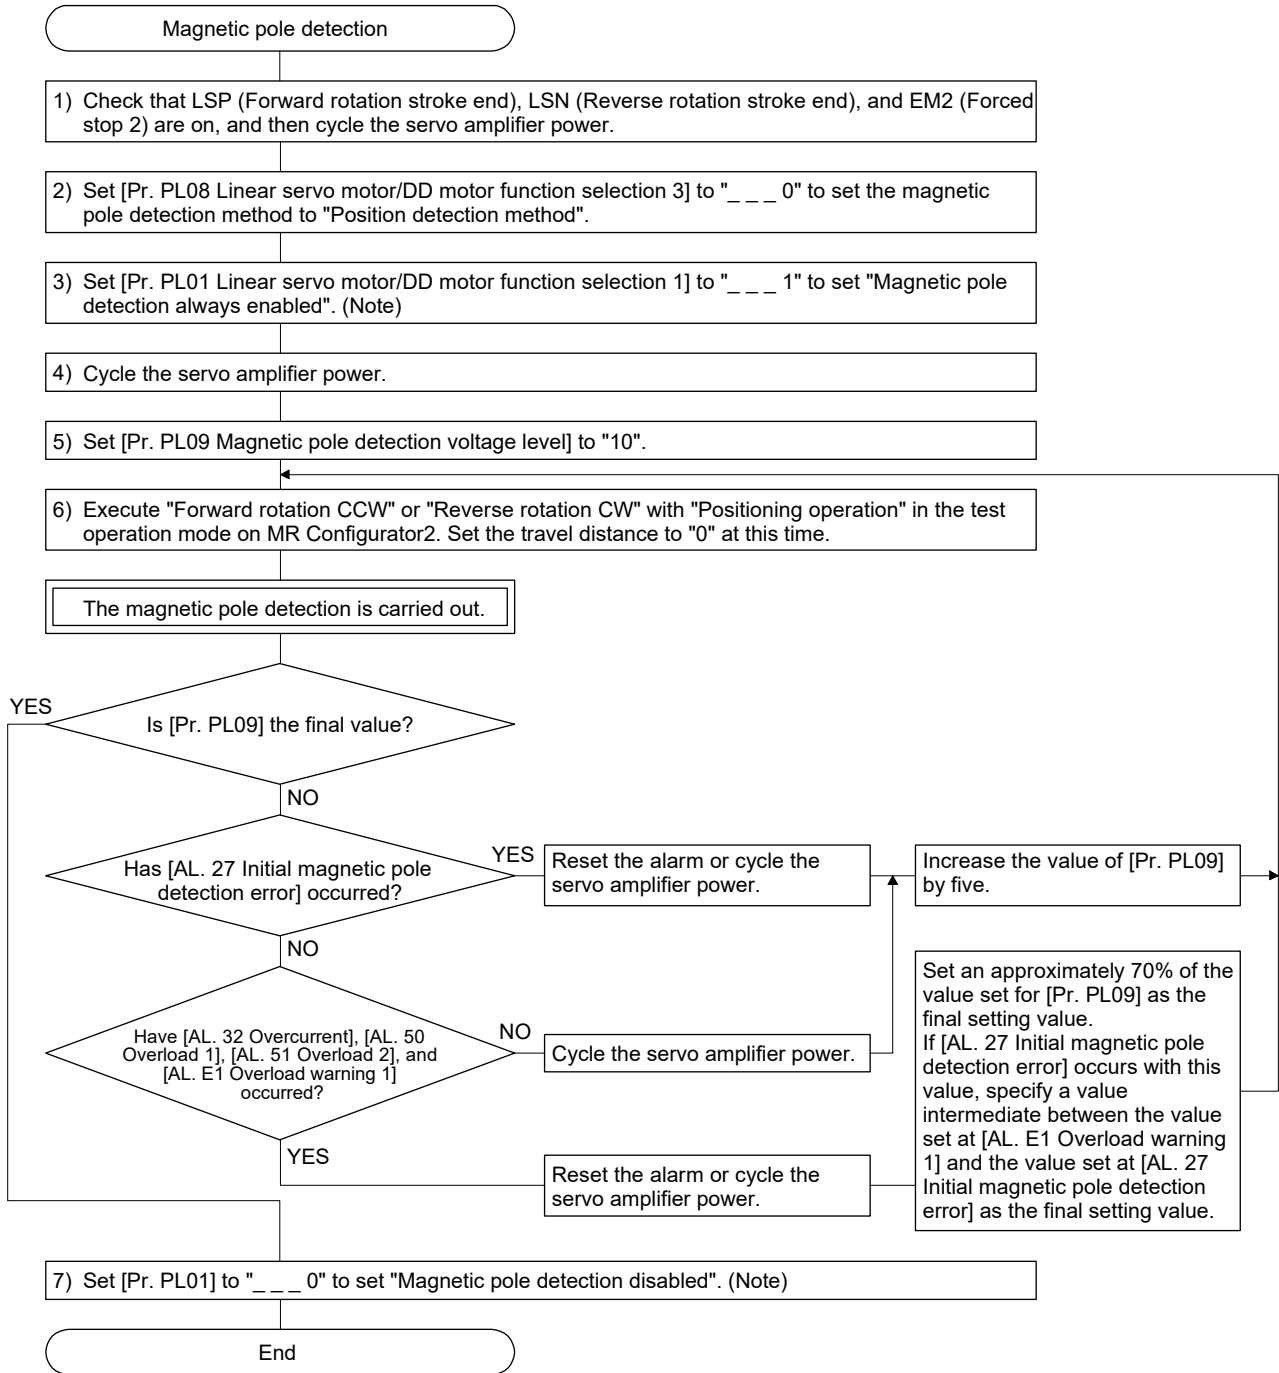 Magnetic pole detection
1) Check that LSP (Forward rotation stroke end), LSN (Reverse rotation stroke end), and EM2 (Forced
stop 2) are on, and then cycle the servo amplifier power.
2) Set [Pr. PL08 Linear servo motor/DD motor function selection 3] to "_ _ _ 0" to set the magnetic
pole detection method to "Position detection method".
3) Set [Pr. PL01 Linear servo motor/DD motor function selection 1] to "_ _ _ 1" to set "Magnetic pole
detection always enabled". (Note)
4) Cycle the servo amplifier power.
5) Set [Pr. PL09 Magnetic pole detection voltage level] to "10".
6) Execute "Forward rotation CCW" or "Reverse rotation CW" with "Positioning operation" in the test
operation mode on MR Configurator2. Set the travel distance to "0" at this time.
The magnetic pole detection is carried out.
YES
Is [Pr. PL09] the final value?
NO
Has [AL. 27 Initial magnetic pole
detection error] occurred?
YES
Reset the alarm or cycle the
servo amplifier power.
Increase the value of [Pr. PL09]
by five.
NO
Have [AL. 32 Overcurrent], [AL. 50
Overload 1], [AL. 51 Overload 2], and
[AL. E1 Overload warning 1]
occurred?
NO
Cycle the servo amplifier power.
YES
Reset the alarm or cycle the
servo amplifier power.
Set an approximately 70% of the
value set for [Pr. PL09] as the
final setting value.
If [AL. 27 Initial magnetic pole
detection error] occurs with this
value, specify a value
intermediate between the value
set at [AL. E1 Overload warning
1] and the value set at [AL. 27
Initial magnetic pole detection
error] as the final setting value.
7) Set [Pr. PL01] to "_ _ _ 0" to set "Magnetic pole detection disabled". (Note)
End